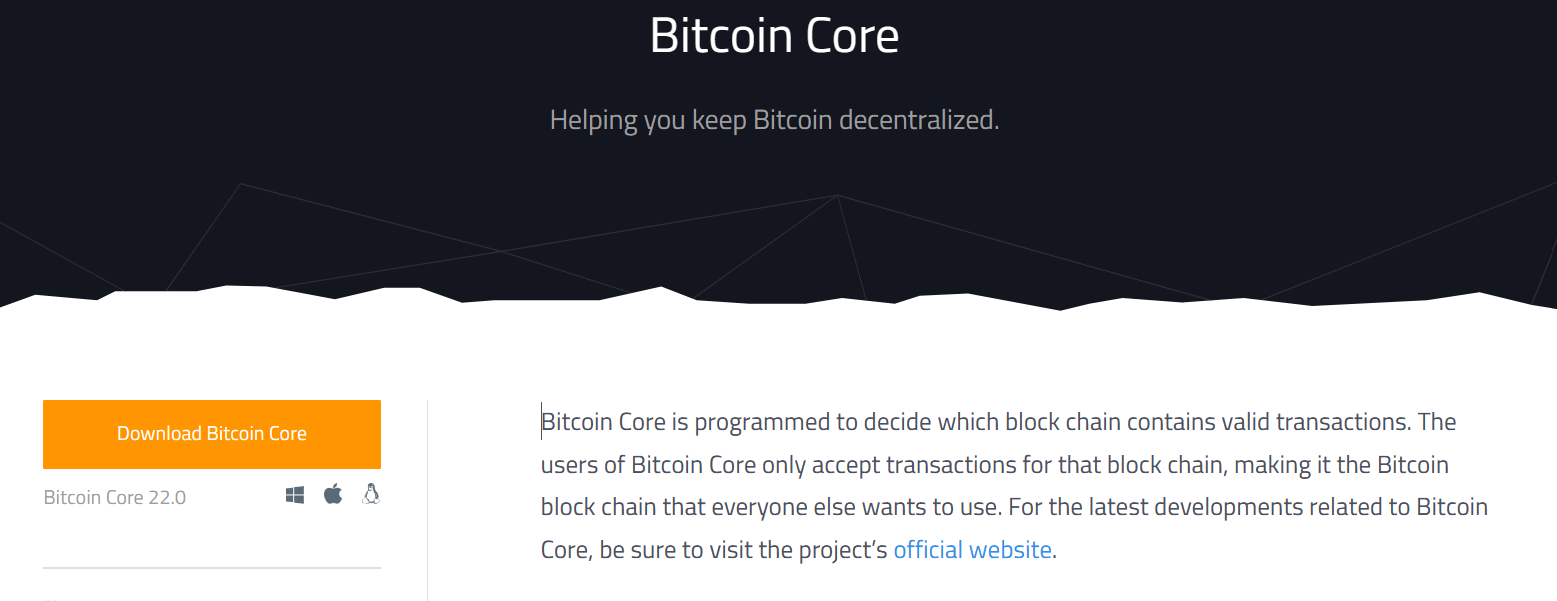 Bitcoin Core
Helping you keep Bitcoin decentralized.
Download Bitcoin Core
Bitcoin Core 22.0
Bitcoin Core is programmed to decide which block chain contains valid transactions. The
users of Bitcoin Core only accept transactions for that block chain, making it the Bitcoin
block chain that everyone else wants to use. For the latest developments related to Bitcoin
Core, be sure to visit the project’s official website.